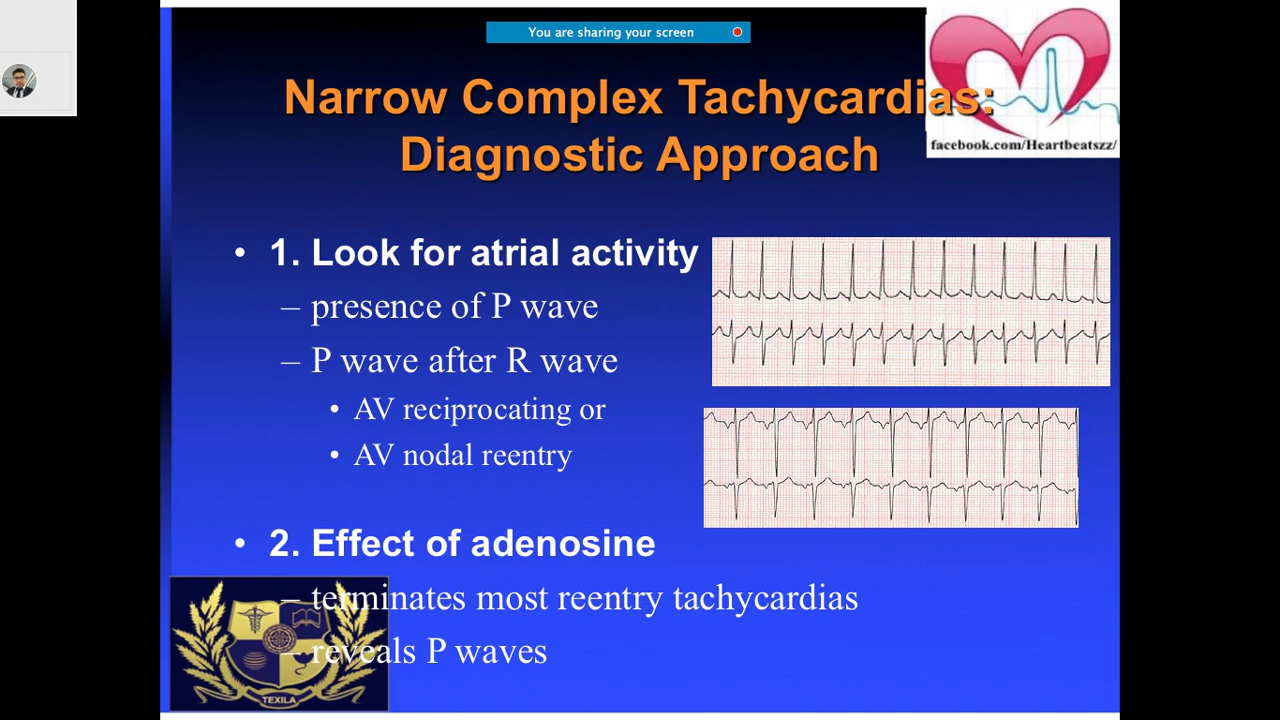 You are sharing your screen
Narrow Complex Tachycardias:
Diagnostic Approach
facebook.com/Heartbeatszz/
• 1. Look for atrial activity
– presence of P wave
– P wave after R wave
• AV reciprocating or
• AV nodal reentry
• 2. Effect of adenosine
– terminates most reentry tachycardias
– reveals P waves
TEXILA